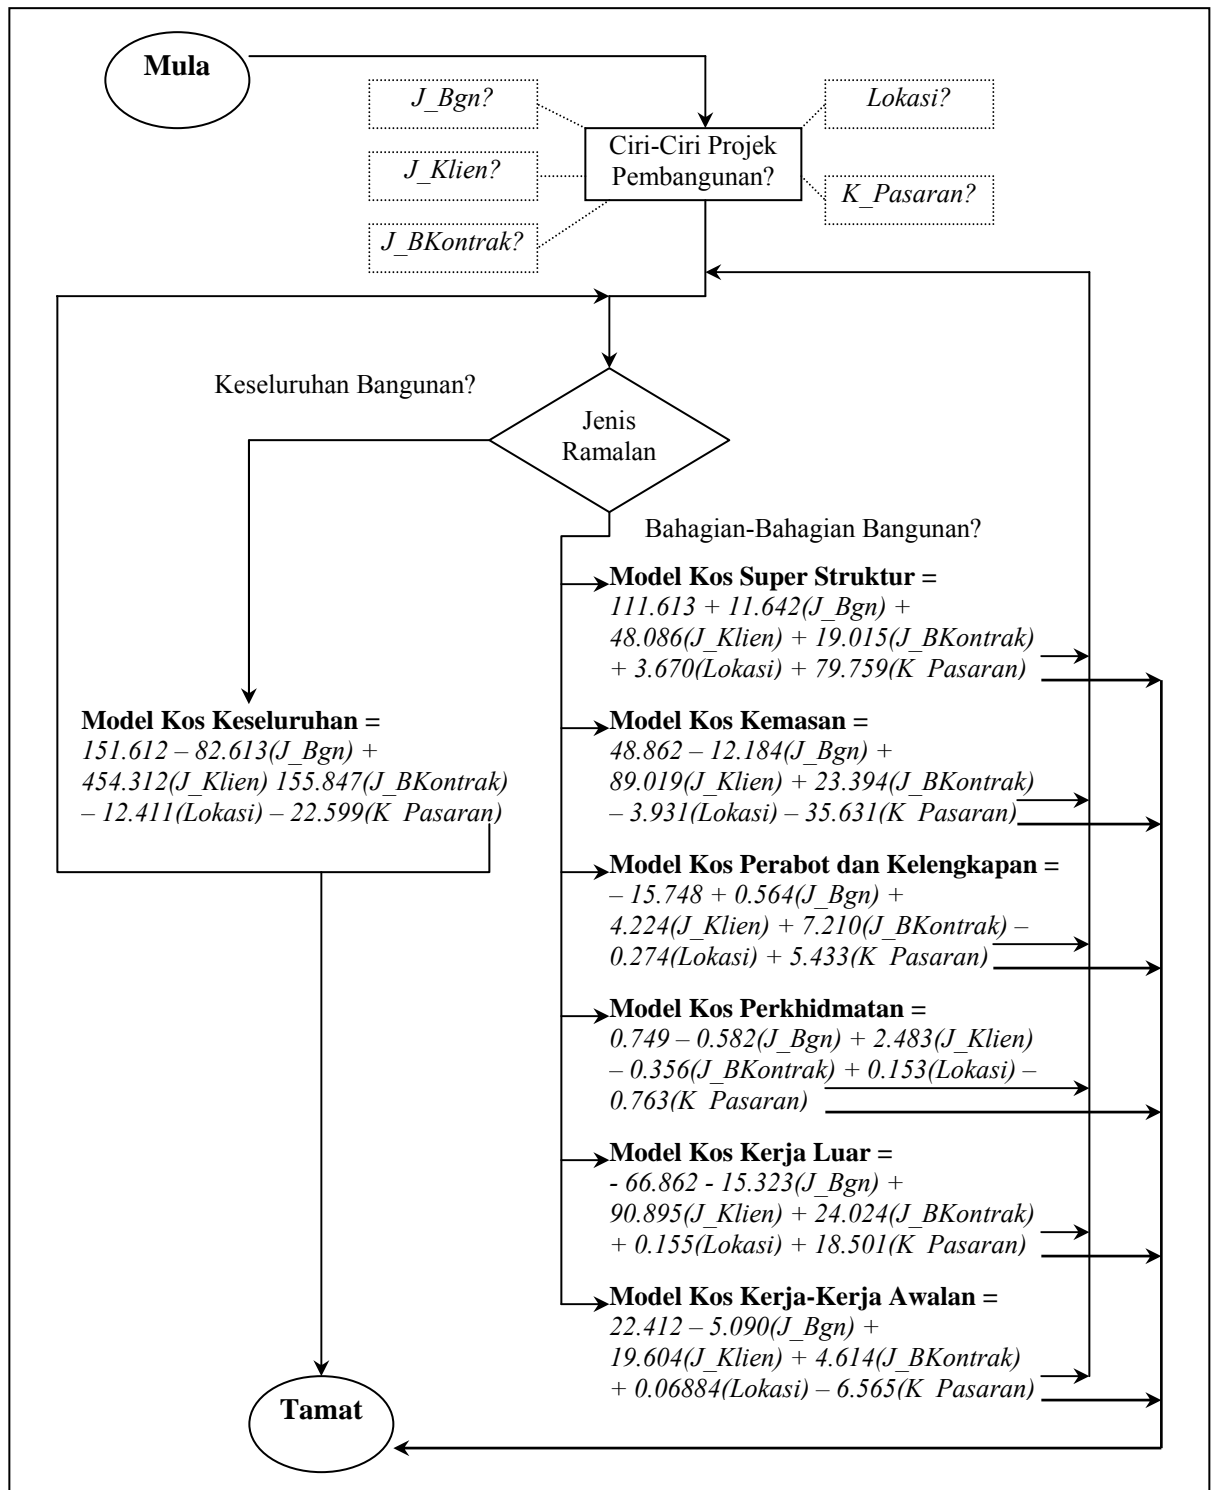 Mula
J_Bgn?
Lokasi?
Ciri-Ciri Projek
Pembangunan?
J_Klien?
K_Pasaran?
J_BKontrak?
Keseluruhan Bangunan?
Jenis
Ramalan
Bahagian-Bahagian Bangunan?
Model Kos Super Struktur =
111.613 + 11.642(J_Bgn) +
48.086(J_Klien) + 19.015(J_BKontrak)
+ 3.670(Lokasi) + 79.759(K_Pasaran)
Model Kos Keseluruhan =
151.612 – 82.613(J_Bgn) +
454.312(J_Klien) 155.847(J_BKontrak)
– 12.411(Lokasi) – 22.599(K_Pasaran)
Model Kos Kemasan =
48.862 – 12.184(J_Bgn) +
89.019(J_Klien) + 23.394(J_BKontrak)
– 3.931(Lokasi) – 35.631(K_Pasaran)
Model Kos Perabot dan Kelengkapan =
– 15.748 + 0.564(J_Bgn) +
4.224(J_Klien) + 7.210(J_BKontrak) –
0.274(Lokasi) + 5.433(K_Pasaran)
Model Kos Perkhidmatan =
0.749 – 0.582(J_Bgn) + 2.483(J_Klien)
– 0.356(J_BKontrak) + 0.153(Lokasi) –
0.763(K_Pasaran)
Model Kos Kerja Luar =
- 66.862 - 15.323(J_Bgn) +
90.895(J_Klien) + 24.024(J_BKontrak)
+ 0.155(Lokasi) + 18.501(K_Pasaran)
Model Kos Kerja-Kerja Awalan =
22.412 – 5.090(J_Bgn) +
19.604(J_Klien) + 4.614(J_BKontrak)
+ 0.06884(Lokasi) – 6.565(K_Pasaran)
Tamat